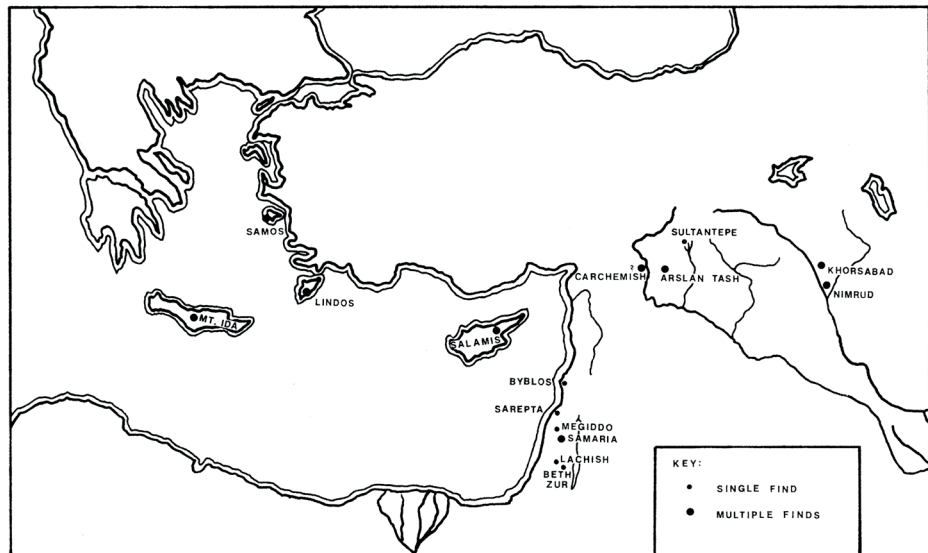 SAMOS
LINDOS
MT. IDA
SALAMIS
SULTANTEPE
?
CARCHEMISH
ARSLAN TASH
KHORSABAD
NIMRUD
BYBLOS
SAREPTA
MEGIDDO
SAMARIA
LACHISH
BETH
ZUR
KEY:
SINGLE FIND
MULTIPLE FINDS